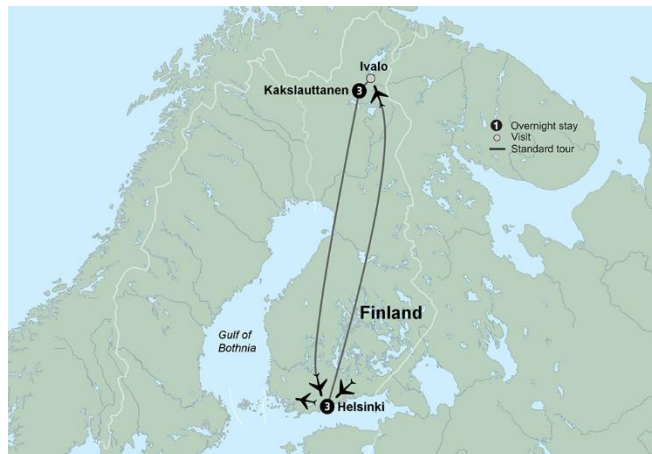 Ivalo
Kakslauttanen 3
1 Overnight stay
Visit
Standard tour
Finland
Gulf of
Bothnia
3 Helsinki